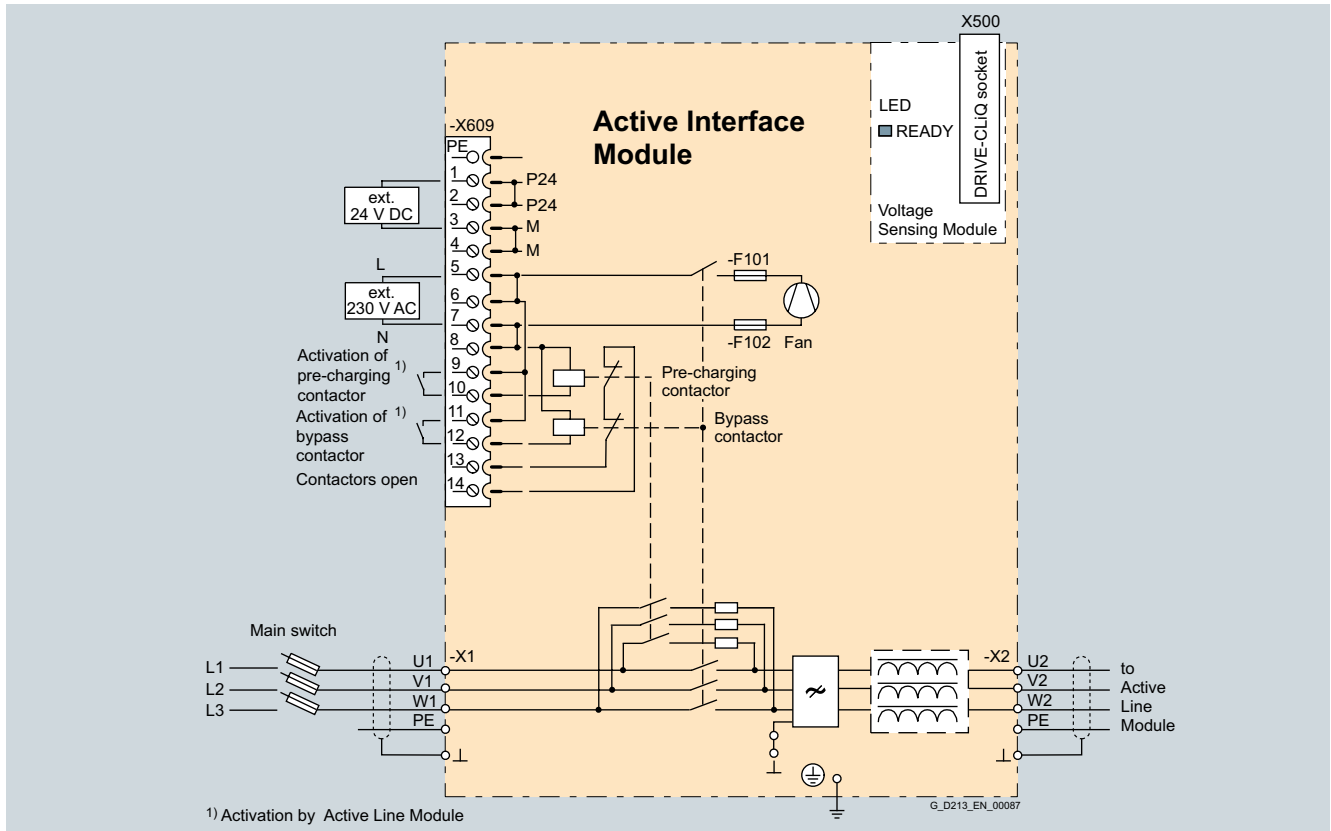 X500
DRIVE-CLiQ socket
LED
READY
Voltage
Sensing Module
Active Interface
Module
-X609
PE
1
2
3
4
5
6
7
8
9
10
11
12
13
14
P24
P24
M
M
ext.
24 V DC
L
ext.
230 V AC
N
Activation of 1)
pre-charging
contactor
Activation of 1)
bypass
contactor
Contactors open
-F101
-F102 Fan
Pre-charging
contactor
Bypass
contactor
Main switch
L1
L2
L3
-X1
U1
V1
W1
PE
-X2
U2
V2
W2
PE
to
Active
Line
Module
G_D213_EN_00087
1) Activation by Active Line Module